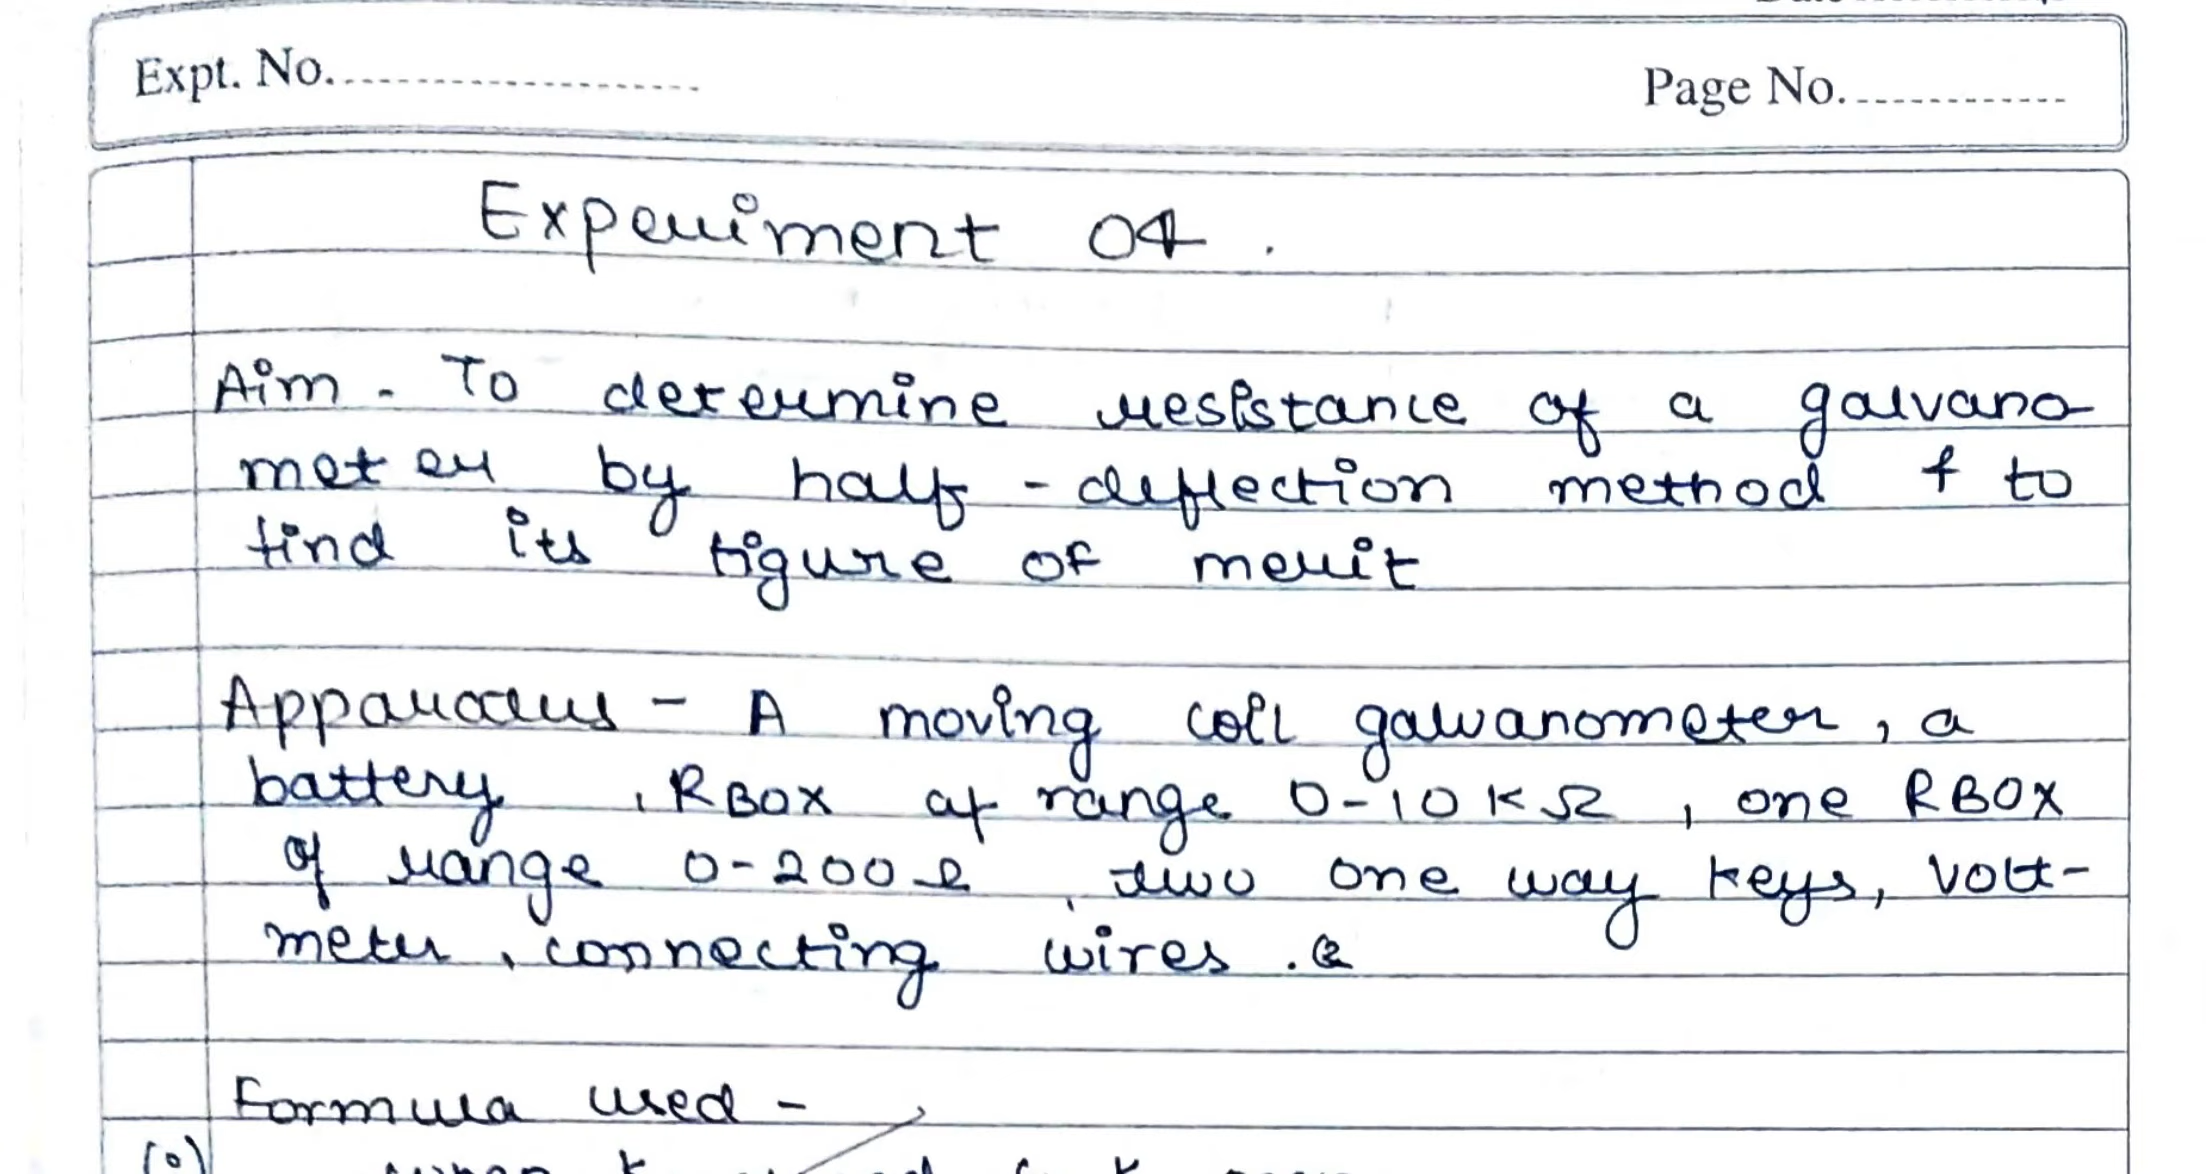 Expt. No.
Page No.
Experiment 04.
Aim - To determine resistance of a galvano
meter by half-deflection method & to
find its figure of merit
Apparatus - A moving coil galvanometer, a
battery, RBOX of range 0-10KΩ, one RBOX
of range 0-200Ω, two one way keys, volt-
meter, connecting wires.
Formula used -